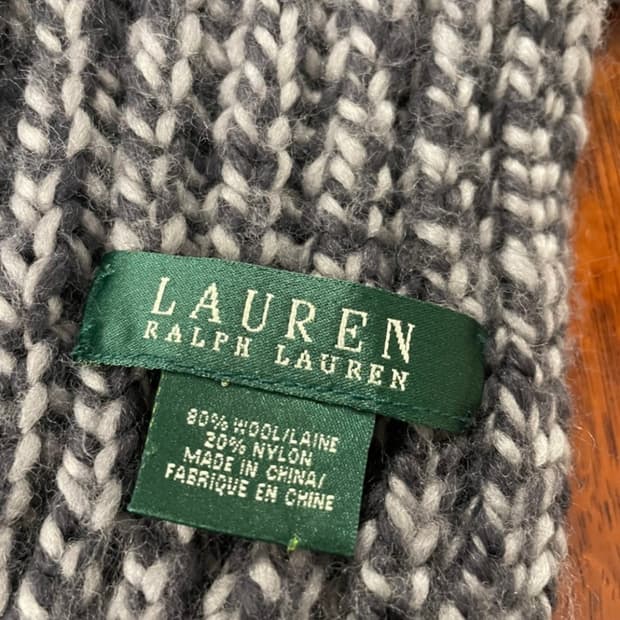 LAUREN
RALPH LAUREN
80% WOOL/LAINE
20% NYLON
MADE IN CHINA/
FABRIQUE EN CHINE